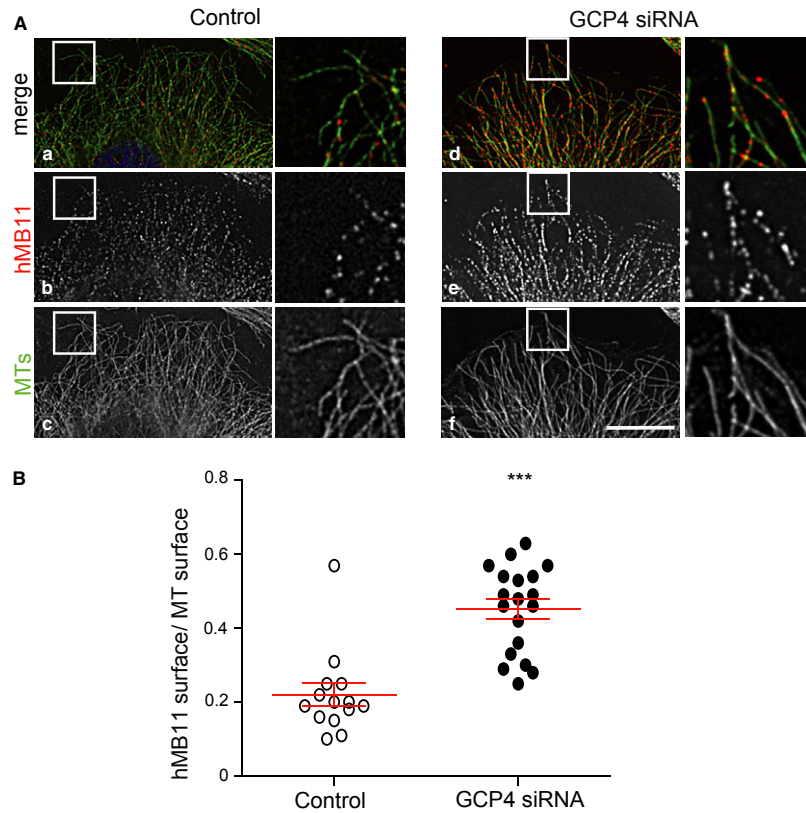 A
Control
GCP4 siRNA
merge
a
d
hMB11
b
e
MTs
c
f
B
***
hMB11 surface/ MT surface
0.8
0.6
0.4
0.2
0
Control
GCP4 siRNA